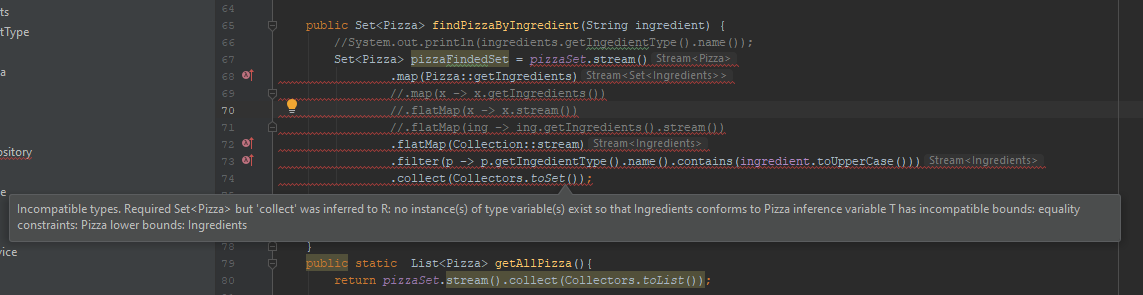 64
ts
65 public Set<Pizza> findPizzaByIngredient(String ingredient) {
tType
66 //System.out.println(ingredients.getIngedientType().name());
67 Set<Pizza> pizzaFindedSet = pizzaSet.stream() Stream<Pizza>
a
68 .map(Pizza::getIngredients) Stream<Set<Ingredients>>
69 //.map(x -> x.getIngredients())
70 //.flatMap(x -> x.stream())
71 //.flatMap(ing -> ing.getIngredients().stream())
72 .flatMap(Collection::stream) Stream<Ingredients>
ository
73 .filter(p -> p.getIngedientType().name().contains(ingredient.toUpperCase())) Stream<Ingredients>
74 .collect(Collectors.toSet());
e
Incompatible types. Required Set<Pizza> but 'collect' was inferred to R: no instance(s) of type variable(s) exist so that Ingredients conforms to Pizza inference variable T has incompatible bounds: equality
constraints: Pizza lower bounds: Ingredients
vice
78 }
79 public static List<Pizza> getAllPizza(){
80 return pizzaSet.stream().collect(Collectors.toList());